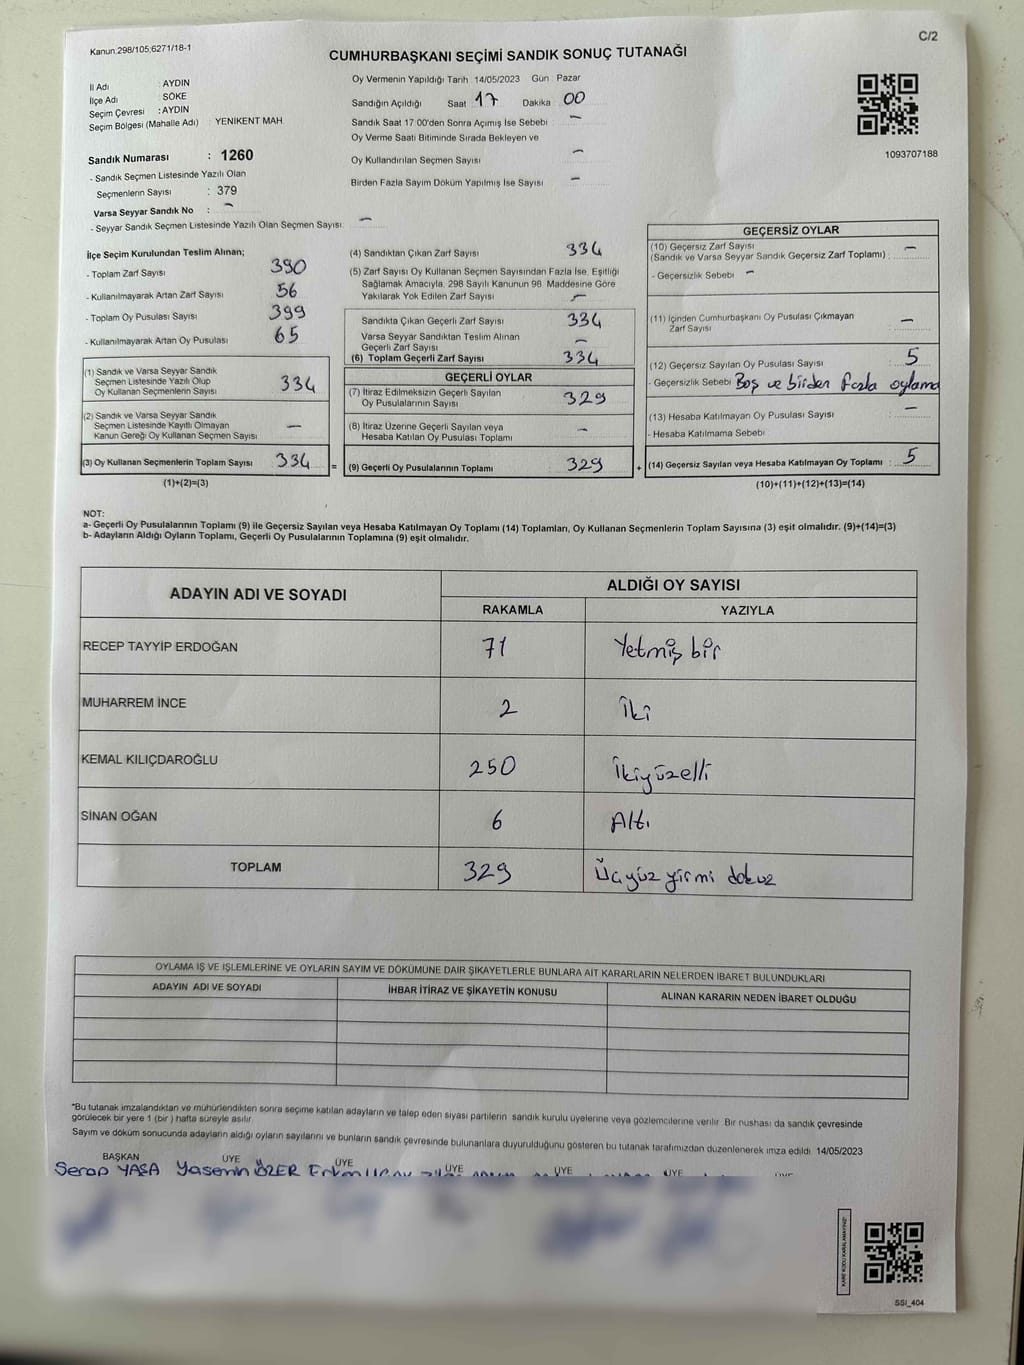 Kanun:298/105;6271/18-1
C/2
CUMHURBAŞKANI SEÇİMİ SANDIK SONUÇ TUTANAĞI
İl Adı : AYDIN
İlçe Adı : SÖKE
Seçim Çevresi : AYDIN
Seçim Bölgesi (Mahalle Adı) : YENİKENT MAH.
Sandık Numarası : 1260
- Sandık Seçmen Listesinde Yazılı Olan
Seçmenlerin Sayısı : 379
Varsa Seyyar Sandık No : -
- Seyyar Sandık Seçmen Listesinde Yazılı Olan Seçmen Sayısı: -
Oy Vermenin Yapıldığı Tarih 14/05/2023 Gün Pazar
Sandığın Açıldığı Saat 17 Dakika 00
Sandık Saat 17:00'den Sonra Açımış İse Sebebi -
Oy Verme Saati Bitiminde Sırada Bekleyen ve
Oy Kullandırılan Seçmen Sayısı -
Birden Fazla Sayım Döküm Yapılmış İse Sayısı -
1093707188
İlçe Seçim Kurulundan Teslim Alınan;
- Toplam Zarf Sayısı 390
- Kullanılmayarak Artan Zarf Sayısı 56
- Toplam Oy Pusulası Sayısı 399
- Kullanılmayarak Artan Oy Pusulası 65
(1) Sandık ve Varsa Seyyar Sandık
Seçmen Listesinde Yazılı Olup
Oy Kullanan Seçmenlerin Sayısı 334
(2) Sandık ve Varsa Seyyar Sandık
Seçmen Listesinde Kayıtlı Olmayan
Kanun Gereği Oy Kullanan Seçmen Sayısı -
(3) Oy Kullanan Seçmenlerin Toplam Sayısı 334 =
(1)+(2)=(3)
(4) Sandıktan Çıkan Zarf Sayısı 334
(5) Zarf Sayısı Oy Kullanan Seçmen Sayısından Fazla İse, Eşitliği
Sağlamak Amacıyla, 298 Sayılı Kanunun 98. Maddesine Göre
Yakılarak Yok Edilen Zarf Sayısı -
Sandıkta Çıkan Geçerli Zarf Sayısı 334
Varsa Seyyar Sandıktan Teslim Alınan
Geçerli Zarf Sayısı -
(6) Toplam Geçerli Zarf Sayısı 334
GEÇERLİ OYLAR
(7) İtiraz Edilmeksizin Geçerli Sayılan
Oy Pusulalarının Sayısı 329
(8) İtiraz Üzerine Geçerli Sayılan veya
Hesaba Katılan Oy Pusulası Toplamı -
(9) Geçerli Oy Pusulalarının Toplamı 329 +
GEÇERSİZ OYLAR
(10) Geçersiz Zarf Sayısı
(Sandık ve Varsa Seyyar Sandık Geçersiz Zarf Toplamı) : -
- Geçersizlik Sebebi -
(11) İçinden Cumhurbaşkanı Oy Pusulası Çıkmayan
Zarf Sayısı : -
(12) Geçersiz Sayılan Oy Pusulası Sayısı : 5
- Geçersizlik Sebebi Boş ve birden fazla oylama
(13) Hesaba Katılmayan Oy Pusulası Sayısı : -
- Hesaba Katılmama Sebebi
(14) Geçersiz Sayılan veya Hesaba Katılmayan Oy Toplamı : 5
(10)+(11)+(12)+(13)=(14)
NOT:
a- Geçerli Oy Pusulalarının Toplamı (9) ile Geçersiz Sayılan veya Hesaba Katılmayan Oy Toplamı (14) Toplamları, Oy Kullanan Seçmenlerin Toplam Sayısına (3) eşit olmalıdır. (9)+(14)=(3)
b- Adayların Aldığı Oyların Toplamı, Geçerli Oy Pusulalarının Toplamına (9) eşit olmalıdır.
ADAYIN ADI VE SOYADI
ALDIĞI OY SAYISI
RAKAMLA YAZIYLA
RECEP TAYYİP ERDOĞAN 71 Yetmiş bir
MUHARREM İNCE 2 İki
KEMAL KILIÇDAROĞLU 250 İkiyüzelli
SİNAN OĞAN 6 Altı
TOPLAM 329 Üçyüz yirmi dokuz
OYLAMA İŞ VE İŞLEMLERİNE VE OYLARIN SAYIM VE DÖKÜMÜNE DAİR ŞİKAYETLERLE BUNLARA AİT KARARLARIN NELERDEN İBARET BULUNDUKLARI
ADAYIN ADI VE SOYADI İHBAR İTİRAZ VE ŞİKAYETİN KONUSU ALINAN KARARIN NEDEN İBARET OLDUĞU
*Bu tutanak imzalandıktan ve mühürlendikten sonra seçime katılan adayların ve talep eden siyasi partilerin sandık kurulu üyelerine veya gözlemcilerine verilir. Bir nushası da sandık çevresinde
görülecek bir yere 1 (bir) hafta süreyle asılır.
Sayım ve döküm sonucunda adayların aldığı oyların sayılarını ve bunların sandık çevresinde bulunanlara duyurulduğunu gösteren bu tutanak tarafımızdan düzenlenerek imza edildi. 14/05/2023
BAŞKAN ÜYE ÜYE ÜYE ÜYE ÜYE ÜYE
Serap YAŞA Yasemin ÖZER
SSI_404